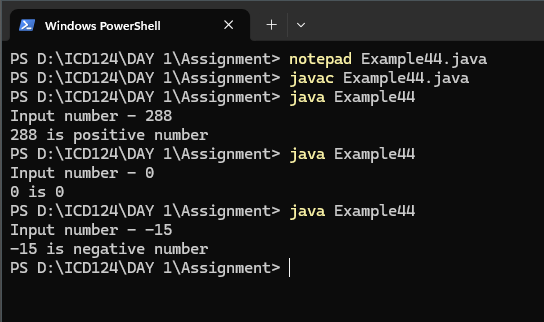 Windows PowerShell
PS D:\ICD124\DAY 1\Assignment> notepad Example44.java
PS D:\ICD124\DAY 1\Assignment> javac Example44.java
PS D:\ICD124\DAY 1\Assignment> java Example44
Input number - 288
288 is positive number
PS D:\ICD124\DAY 1\Assignment> java Example44
Input number - 0
0 is 0
PS D:\ICD124\DAY 1\Assignment> java Example44
Input number - -15
-15 is negative number
PS D:\ICD124\DAY 1\Assignment>